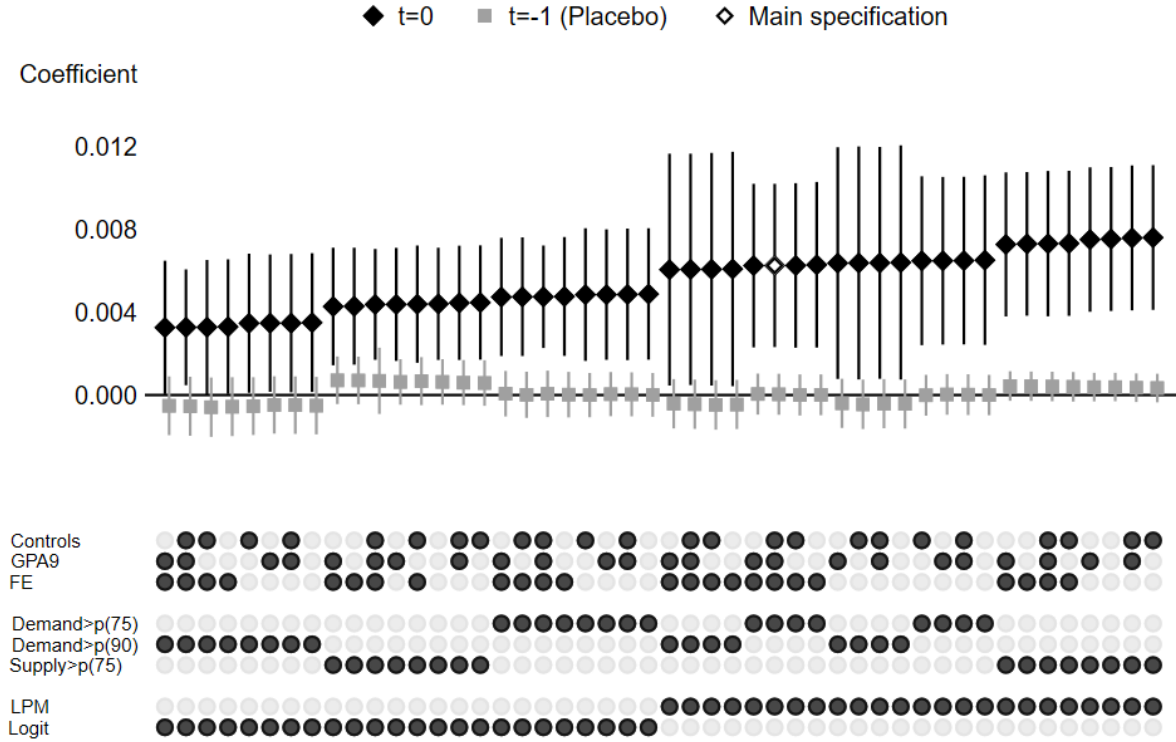 t=0 t=-1 (Placebo) Main specification
Coefficient
0.012
0.008
0.004
0.000
Controls
GPA9
FE
Demand>p(75)
Demand>p(90)
Supply>p(75)
LPM
Logit